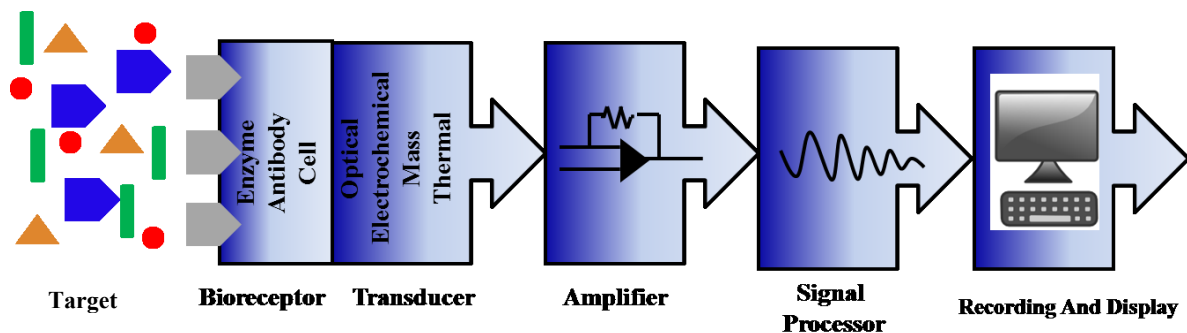 Enzyme
Antibody
Cell
Optical
Electrochemical
Mass
Thermal
Target
Bioreceptor
Transducer
Amplifier
Signal
Processor
Recording And Display